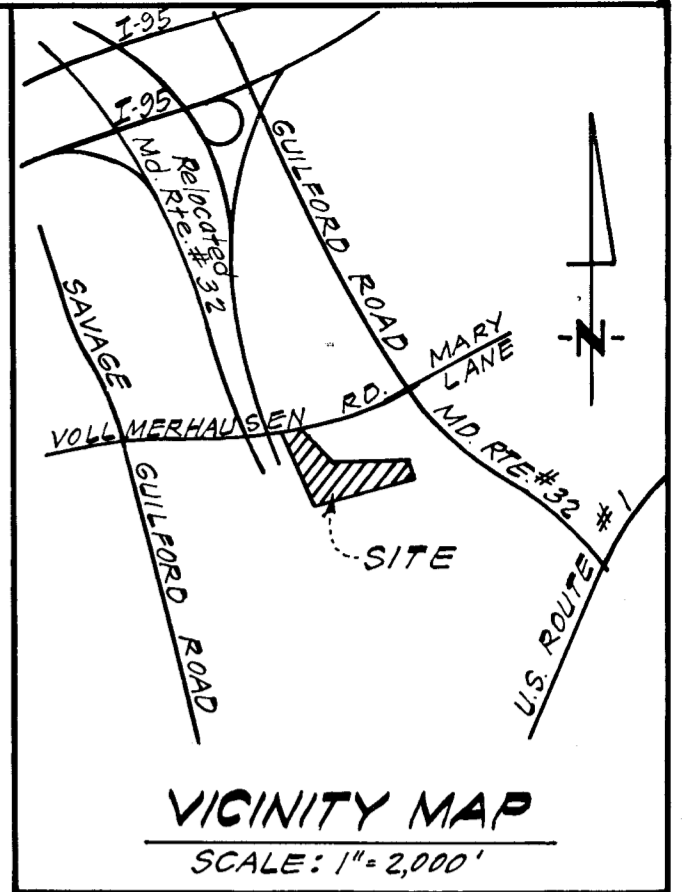 I-95
I-95
Relocated
Md. Rte. # 32
GUILFORD ROAD
MARY
LANE
N
SAVAGE
GUILFORD ROAD
VOLLMERHAUSEN RD.
MD. RTE. #32
U.S. ROUTE #1
SITE
VICINITY MAP
SCALE: 1" = 2,000'